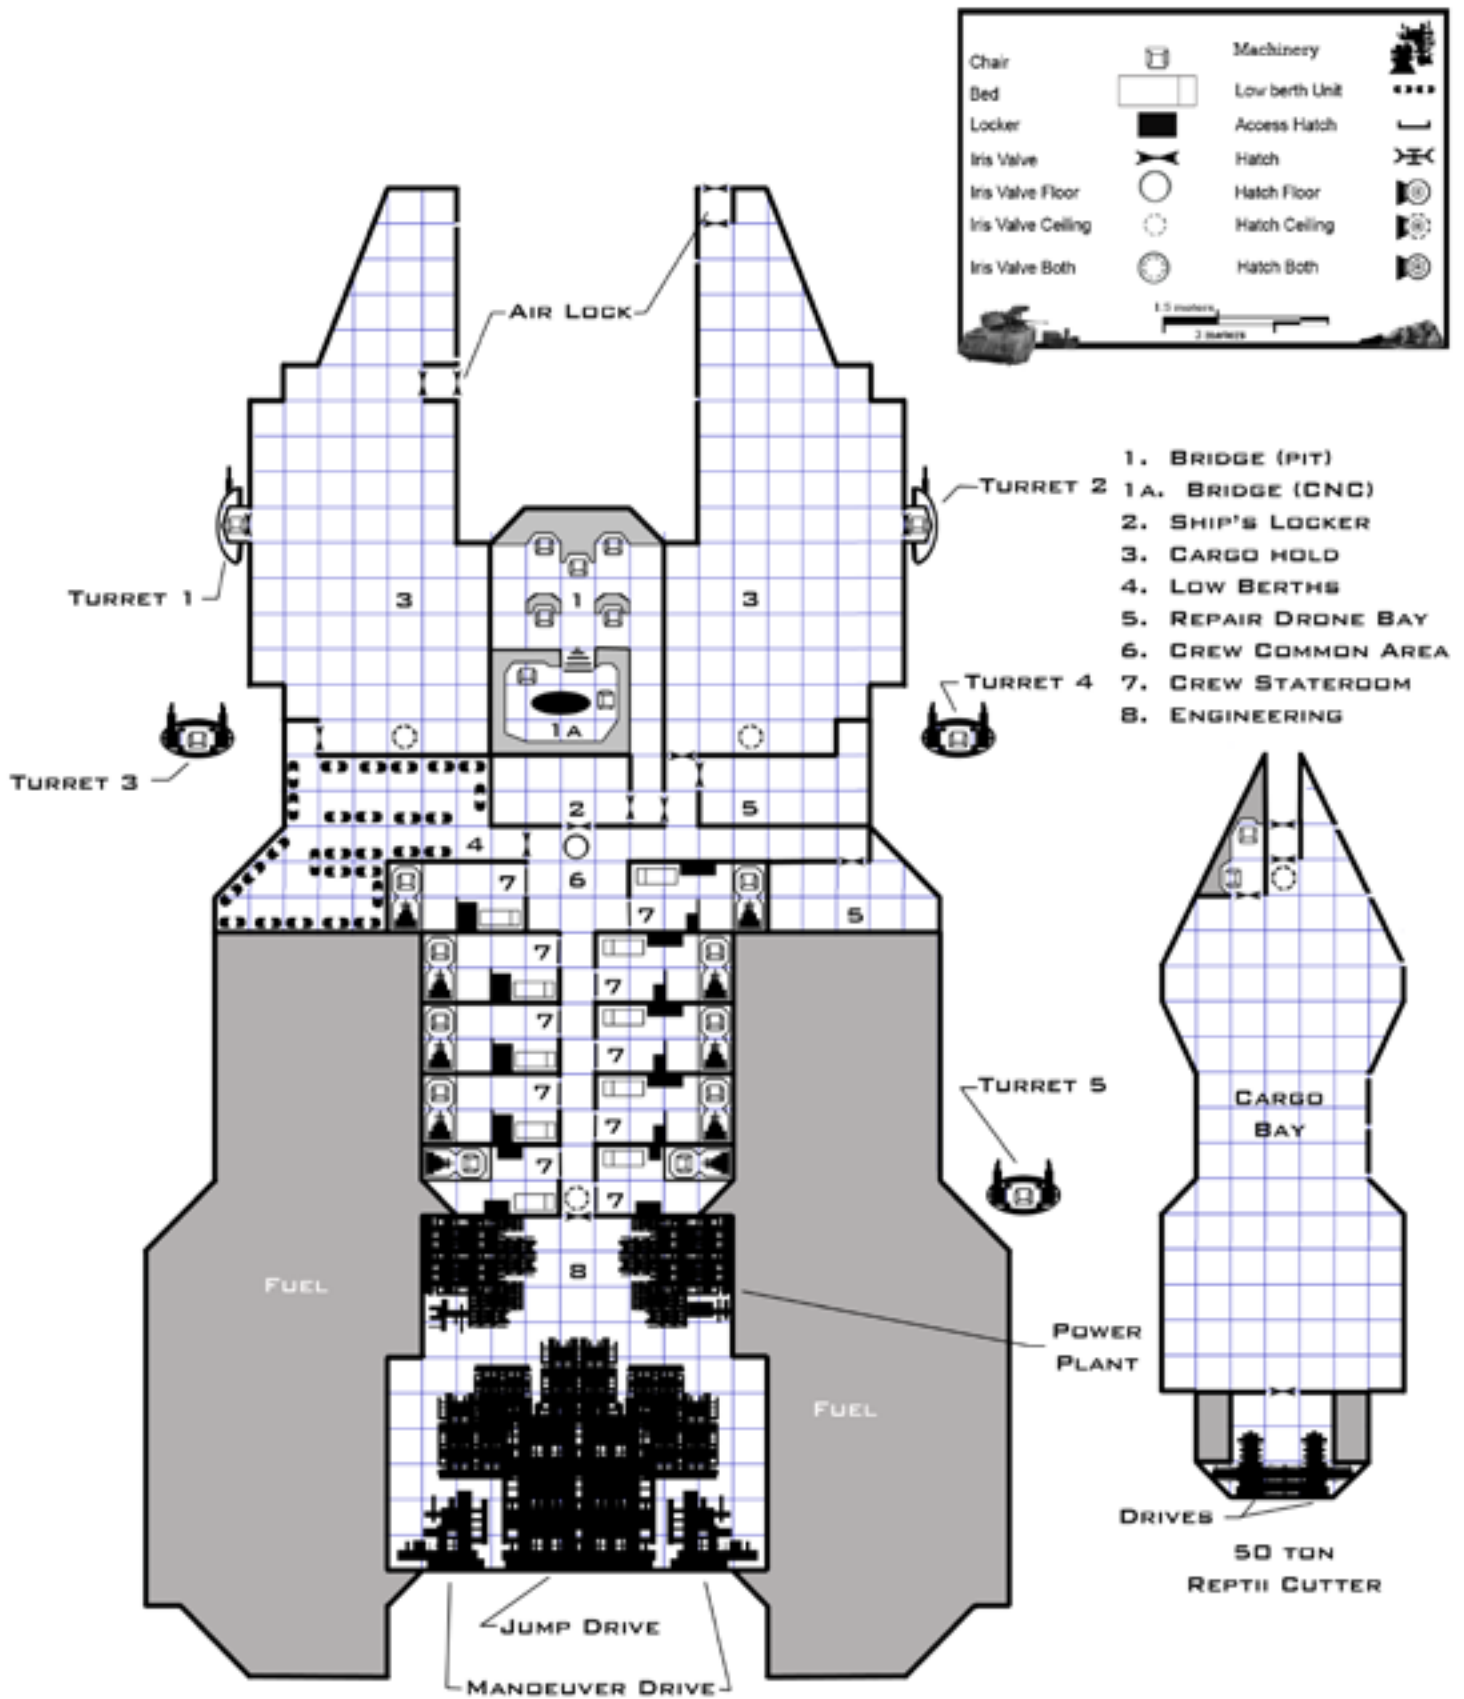 Chair
Machinery
Bed
Low berth Unit
Locker
Access Hatch
Iris Valve
Hatch
Iris Valve Floor
Hatch Floor
Iris Valve Ceiling
Hatch Ceiling
Iris Valve Both
Hatch Both
1.5 meters
3 meters
Air Lock
1. Bridge (pit)
1a. Bridge (CNC)
2. Ship's Locker
3. Cargo hold
4. Low Berths
5. Repair Drone Bay
6. Crew Common Area
7. Crew Stateroom
8. Engineering
Turret 2
Turret 1
3
1
3
Turret 4
1a
Turret 3
2
5
4
6
7
7
5
7
7
7
7
7
7
7
7
Turret 5
Cargo
Bay
8
Fuel
Power
Plant
Fuel
Drives
50 ton
Reptii Cutter
Jump Drive
Manoeuver Drive